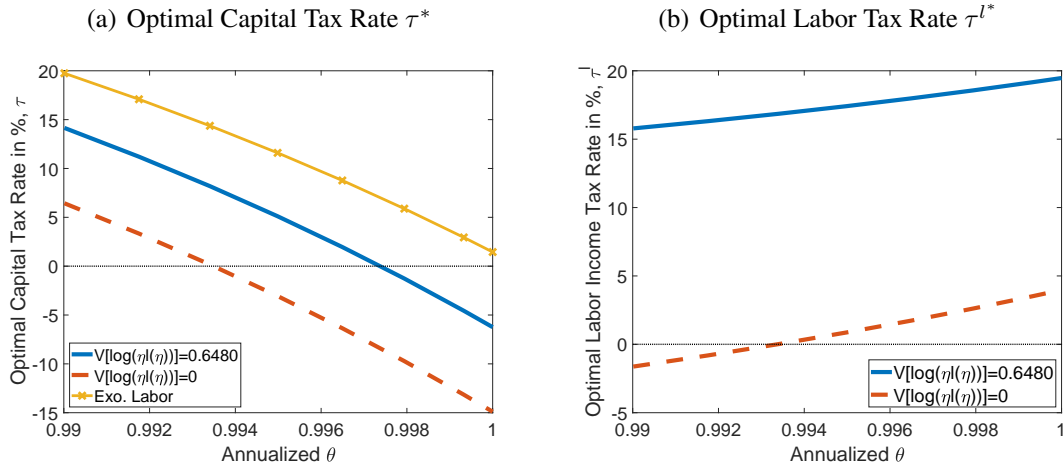 (a) Optimal Capital Tax Rate τ*
Optimal Capital Tax Rate in %, τ
20
15
10
5
0
-5
-10
-15
V[log(ηl(η))]=0.6480
V[log(ηl(η))]=0
Exo. Labor
0.99 0.992 0.994 0.996 0.998 1
Annualized θ
(b) Optimal Labor Tax Rate τ^l*
Optimal Labor Income Tax Rate in %, τ^l
20
15
10
5
0
-5
V[log(ηl(η))]=0.6480
V[log(ηl(η))]=0
0.99 0.992 0.994 0.996 0.998 1
Annualized θ